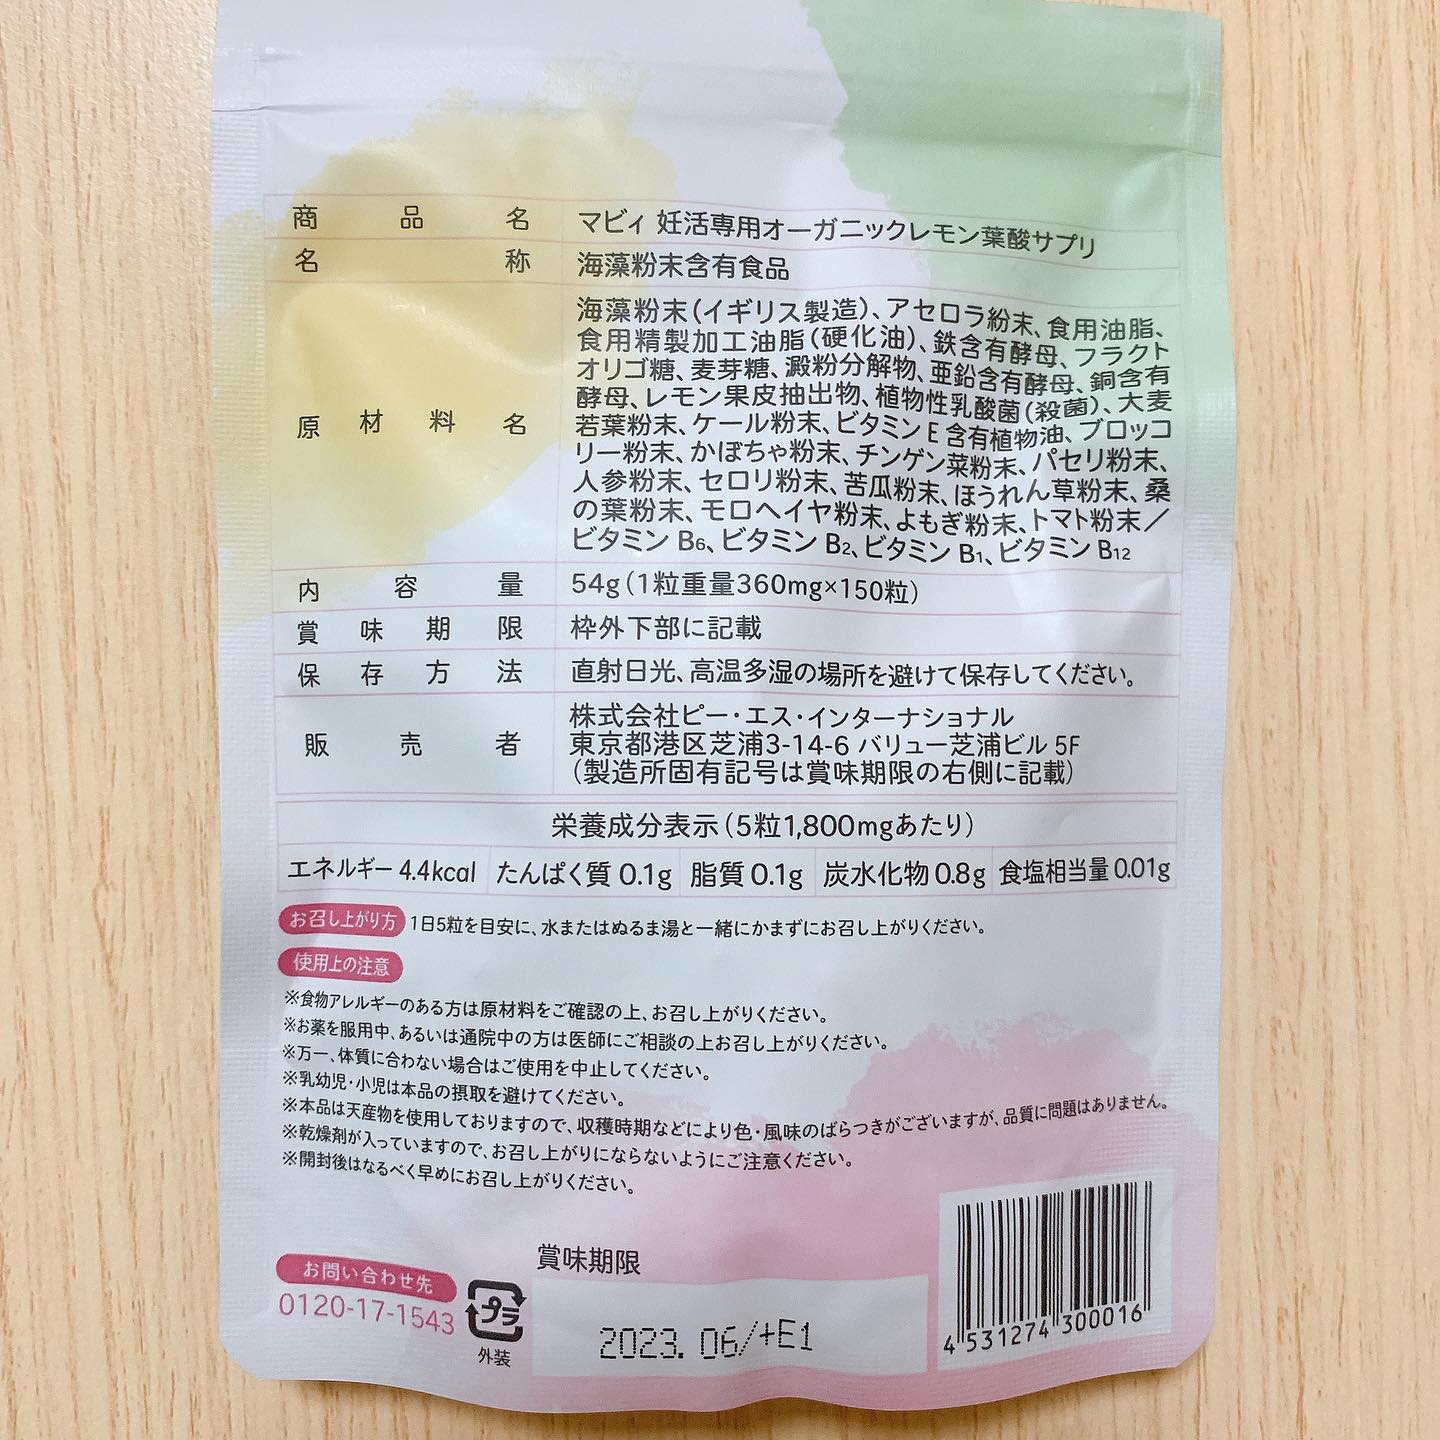 商品名 マビィ 妊活専用オーガニックレモン葉酸サプリ
名称 海藻粉末含有食品
原材料名 海藻粉末(イギリス製造)、アセロラ粉末、食用油脂、
食用精製加工油脂(硬化油)、鉄含有酵母、フラクト
オリゴ糖、麦芽糖、澱粉分解物、亜鉛含有酵母、銅含有
酵母、レモン果皮抽出物、植物性乳酸菌(殺菌)、大麦
若葉粉末、ケール粉末、ビタミンE含有植物油、ブロッコ
リー粉末、かぼちゃ粉末、チンゲン菜粉末、パセリ粉末、
人参粉末、セロリ粉末、苦瓜粉末、ほうれん草粉末、桑
の葉粉末、モロヘイヤ粉末、よもぎ粉末、トマト粉末／
ビタミンB6、ビタミンB2、ビタミンB1、ビタミンB12
内容量 54g(1粒重量360mg×150粒)
賞味期限 枠外下部に記載
保存方法 直射日光、高温多湿の場所を避けて保存してください。
販売者 株式会社ピー・エス・インターナショナル
東京都港区芝浦3-14-6 バリュー芝浦ビル 5F
(製造所固有記号は賞味期限の右側に記載)
栄養成分表示(5粒1,800mgあたり)
エネルギー 4.4kcal たんぱく質 0.1g 脂質 0.1g 炭水化物 0.8g 食塩相当量 0.01g
お召し上がり方 1日5粒を目安に、水またはぬるま湯と一緒にかまずにお召し上がりください。
使用上の注意
※食物アレルギーのある方は原材料をご確認の上、お召し上がりください。
※お薬を服用中、あるいは通院中の方は医師にご相談の上お召し上がりください。
※万一、体質に合わない場合はご使用を中止してください。
※乳幼児・小児は本品の摂取を避けてください。
※本品は天産物を使用しておりますので、収穫時期などにより色・風味のばらつきがございますが、品質に問題はありません。
※乾燥剤が入っていますので、お召し上がりにならないようにご注意ください。
※開封後はなるべく早めにお召し上がりください。
お問い合わせ先
0120-17-1543
プラ
外装
賞味期限
2023. 06/+E1
4 531274 300016